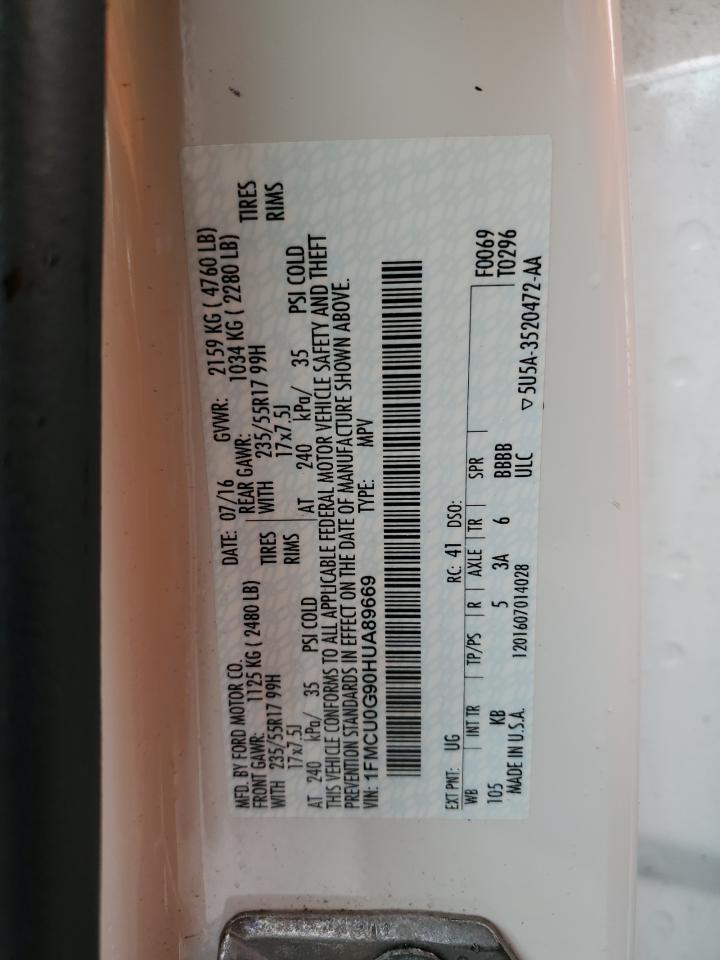 MFD. BY FORD MOTOR CO.
DATE: 07/16 GVWR: 2159 KG ( 4760 LB)
FRONT GAWR: 1125 KG ( 2480 LB) REAR GAWR: 1034 KG ( 2280 LB)
WITH 235/55R17 99H TIRES WITH 235/55R17 99H TIRES
17x7.5J RIMS 17x7.5J RIMS
AT 240 kPa/ 35 PSI COLD AT 240 kPa/ 35 PSI COLD
THIS VEHICLE CONFORMS TO ALL APPLICABLE FEDERAL MOTOR VEHICLE SAFETY AND THEFT
PREVENTION STANDARDS IN EFFECT ON THE DATE OF MANUFACTURE SHOWN ABOVE.
VIN: 1FMCU0G90HUA89669 TYPE: MPV
EXT PNT: UG RC: 41 DSO: F0069
WB INT TR TP/PS R AXLE TR SPR T0296
105 KB 5 3A 6 BBBB
MADE IN U.S.A. 1201607014028 ULC
▽ 5U5A-3520472-AA